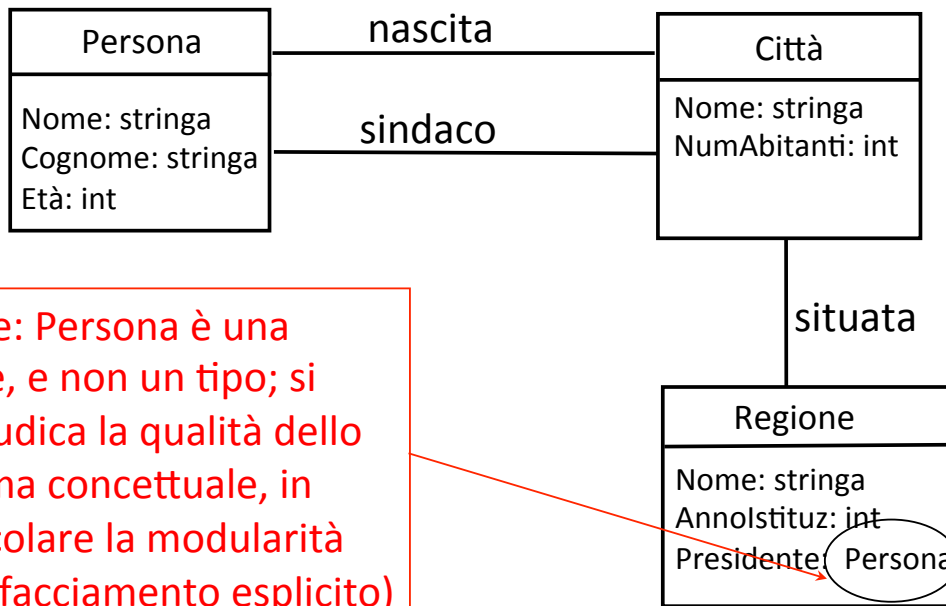 Persona
Nome: stringa
Cognome: stringa
Età: int
nascita
sindaco
Città
Nome: stringa
NumAbitanti: int
situata
e: Persona è una
e, e non un tipo; si
udica la qualità dello
na concettuale, in
colare la modularità
rfacciamento esplicito)
Regione
Nome: stringa
AnnoIstituz: int
Presidente: Persona